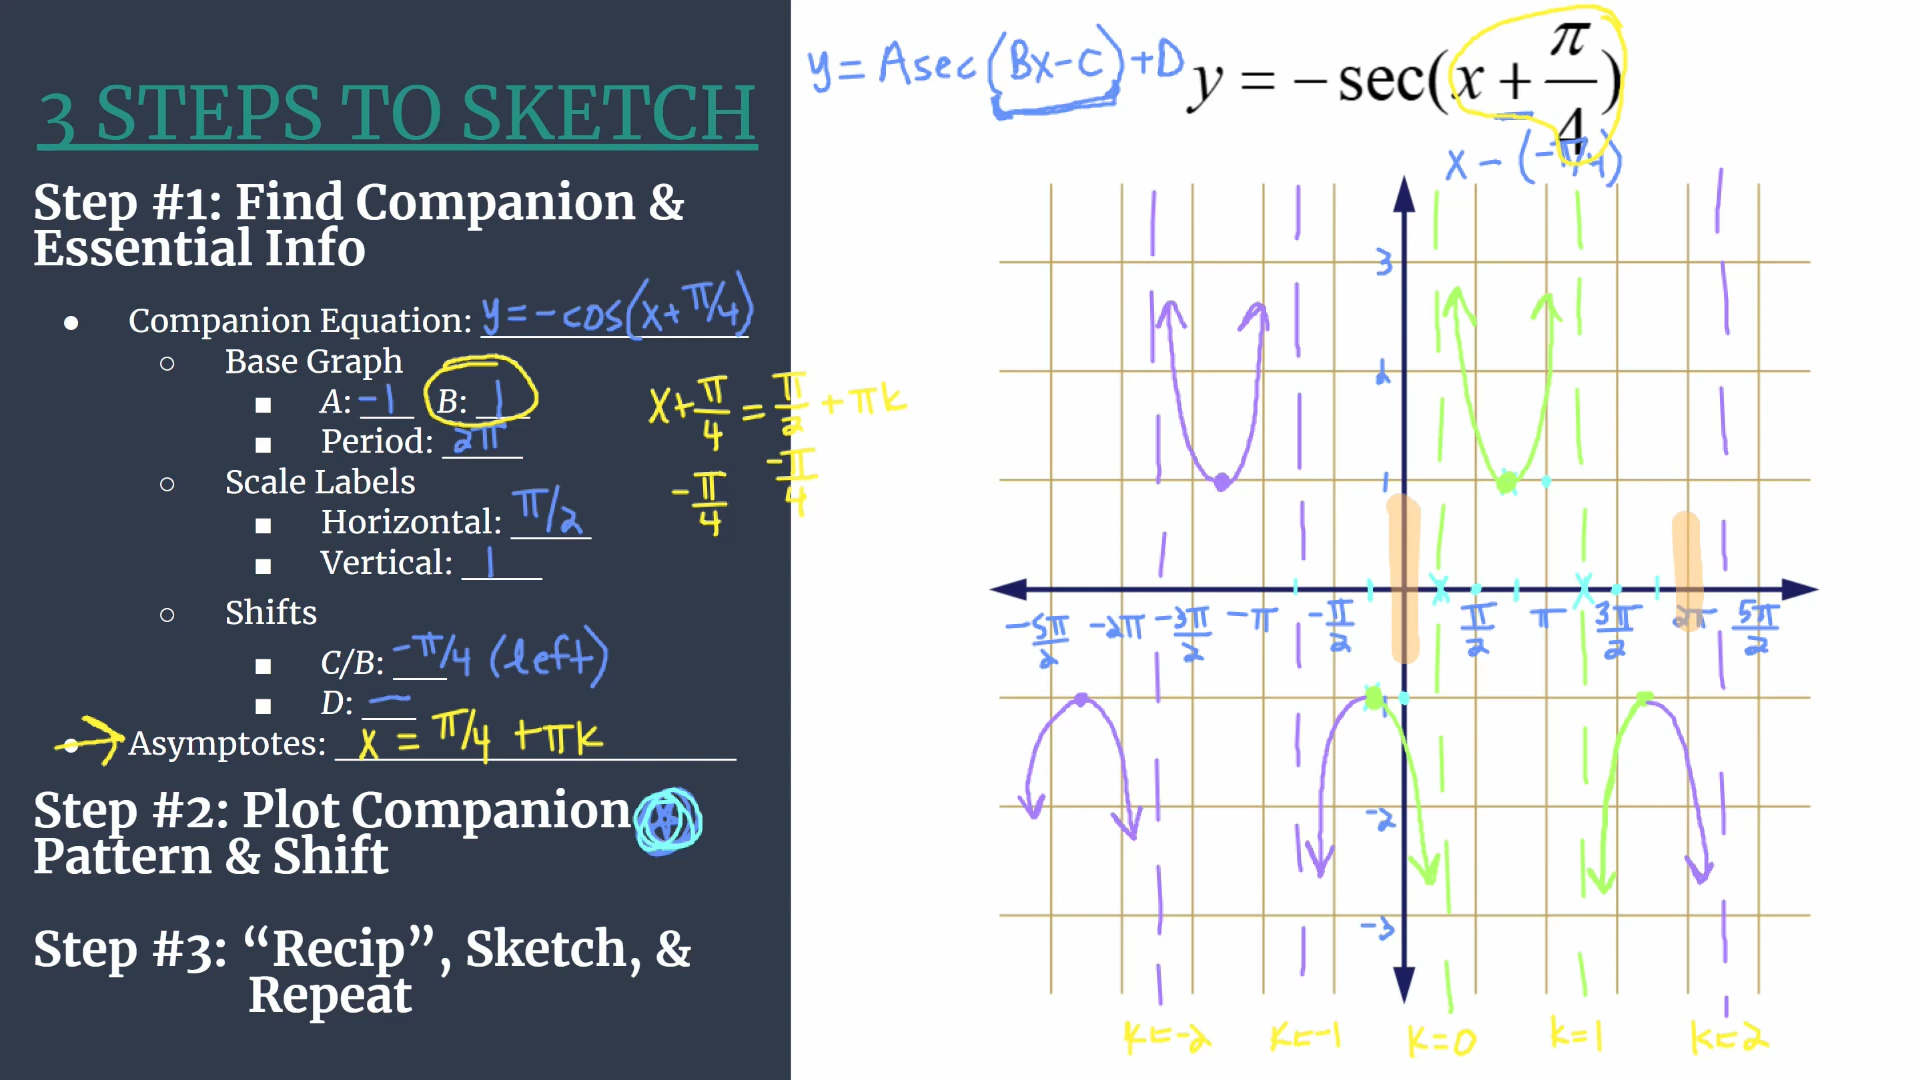 3 STEPS TO SKETCH
Step #1: Find Companion &
Essential Info
● Companion Equation: y=-cos(x+π/4)
○ Base Graph
■ A: -1 B: 1
■ Period: 2π
○ Scale Labels
■ Horizontal: π/2
■ Vertical: 1
○ Shifts
■ C/B: -π/4 (left)
■ D: —
● Asymptotes: x = π/4 +πk
Step #2: Plot Companion
Pattern & Shift
Step #3: “Recip”, Sketch, &
Repeat
x+π/4=π/2+πk
-π/4 -π/4
y=Asec(Bx-C)+D
y = −sec(x + π/4)
x-(-π/4)
3
2
1
-5π/2 -2π -3π/2 -π -π/2 π/2 π 3π/2 2π 5π/2
-2
-3
k=-2 k=-1 k=0 k=1 k=2